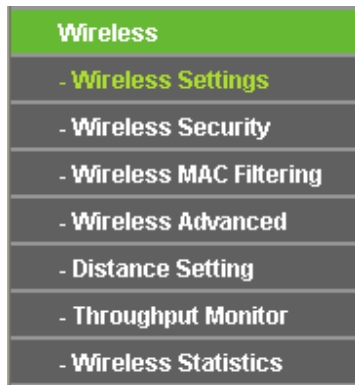 Wireless
- Wireless Settings
- Wireless Security
- Wireless MAC Filtering
- Wireless Advanced
- Distance Setting
- Throughput Monitor
- Wireless Statistics